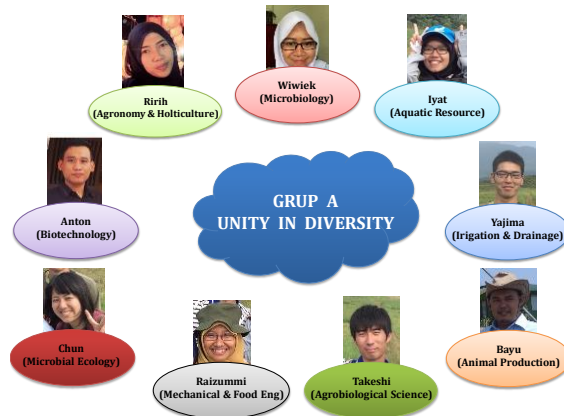 Ririh
(Agronomy & Holticulture)
Wiwiek
(Microbiology)
Iyat
(Aquatic Resource)
Anton
(Biotechnology)
GRUP A
UNITY IN DIVERSITY
Yajima
(Irigation & Drainage)
Chun
(Microbial Ecology)
Raizummi
(Mechanical & Food Eng)
Takeshi
(Agrobiological Science)
Bayu
(Animal Production)